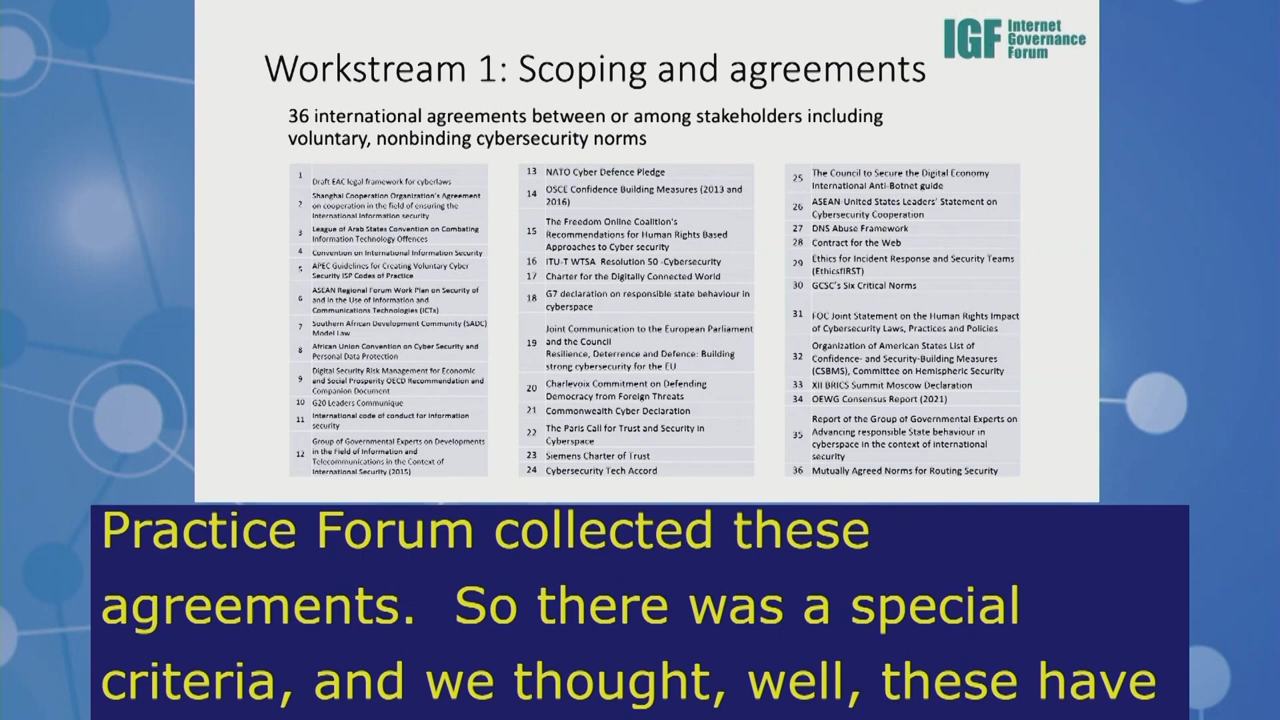 IGF Internet
Governance
Forum
Workstream 1: Scoping and agreements
36 international agreements between or among stakeholders including
voluntary, nonbinding cybersecurity norms
1 Draft EAC legal framework for cyberlaws
2 Shanghai Cooperation Organization's Agreement
on cooperation in the field of ensuring the
International Information security
3 League of Arab States Convention on Combating
Information Technology Offences
4 Convention on International Information Security
5 APEC Guidelines for Creating Voluntary Cyber
Security ISP Codes of Practice
6 ASEAN Regional Forum Work Plan on Security of
and in the Use of Information and
Communications Technologies (ICTs)
7 Southern African Development Community (SADC)
Model Law
8 African Union Convention on Cyber Security and
Personal Data Protection
9 Digital Security Risk Management for Economic
and Social Prosperity OECD Recommendation and
Companion Document
10 G20 Leaders Communique
11 International code of conduct for information
security
12 Group of Governmental Experts on Developments
in the Field of Information and
Telecommunications in the Context of
International Security (2015)
13 NATO Cyber Defence Pledge
14 OSCE Confidence Building Measures (2013 and
2016)
15 The Freedom Online Coalition's
Recommendations for Human Rights Based
Approaches to Cyber security
16 ITU-T WTSA Resolution 50 -Cybersecurity
17 Charter for the Digitally Connected World
18 G7 declaration on responsible state behaviour in
cyberspace
19 Joint Communication to the European Parliament
and the Council
Resilience, Deterrence and Defence: Building
strong cybersecurity for the EU
20 Charlevoix Commitment on Defending
Democracy from Foreign Threats
21 Commonwealth Cyber Declaration
22 The Paris Call for Trust and Security in
Cyberspace
23 Siemens Charter of Trust
24 Cybersecurity Tech Accord
25 The Council to Secure the Digital Economy
International Anti-Botnet guide
26 ASEAN-United States Leaders' Statement on
Cybersecurity Cooperation
27 DNS Abuse Framework
28 Contract for the Web
29 Ethics for Incident Response and Security Teams
(EthicsfIRST)
30 GCSC's Six Critical Norms
31 FOC Joint Statement on the Human Rights Impact
of Cybersecurity Laws, Practices and Policies
32 Organization of American States List of
Confidence- and Security-Building Measures
(CSBMS), Committee on Hemispheric Security
33 XII BRICS Summit Moscow Declaration
34 OEWG Consensus Report (2021)
35 Report of the Group of Governmental Experts on
Advancing responsible State behaviour in
cyberspace in the context of international
security
36 Mutually Agreed Norms for Routing Security
Practice Forum collected these
agreements.  So there was a special
criteria, and we thought, well, these have